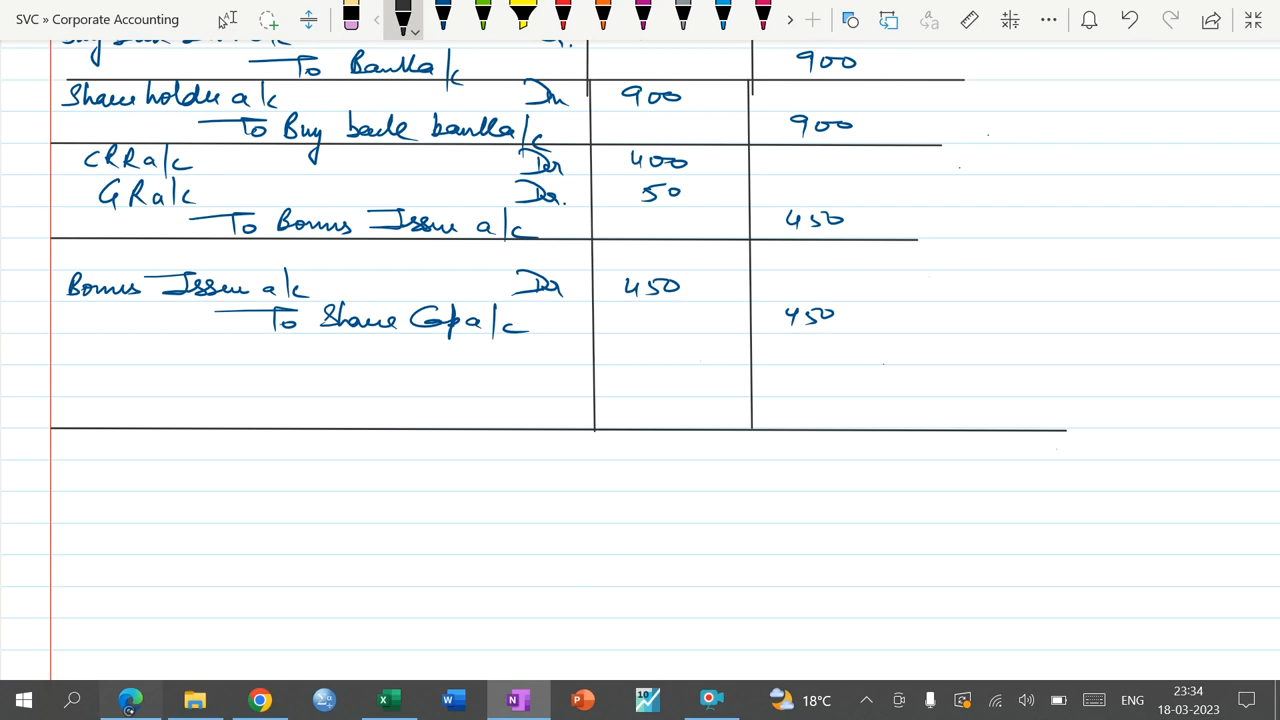 SVC » Corporate Accounting
To Bank a/c 900
Shareholder a/c Dr 900
To Buy back bank a/c 900
CRR a/c Dr 400
GR a/c Dr. 50
To Bonus Issue a/c 450
Bonus Issue a/c Dr 450
To Share Cap a/c 450
18°C
ENG
23:34
18-03-2023